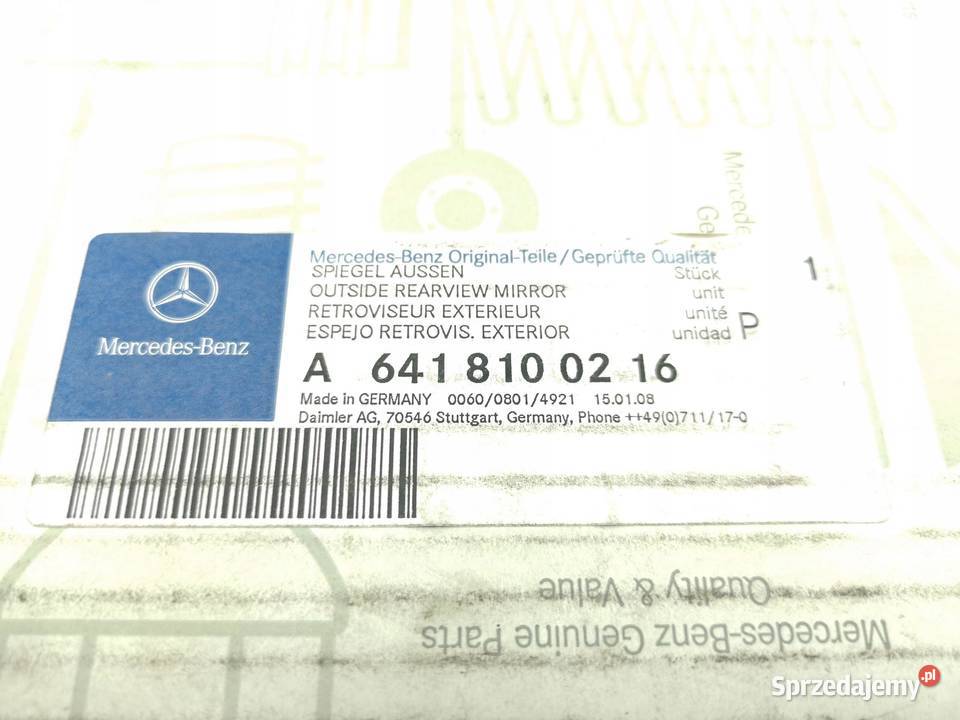 Mercede
Ge
Mercedes-Benz Original-Teile/Geprüfte Qualität
SPIEGEL AUSSEN Stück 1
OUTSIDE REARVIEW MIRROR unit
RETROVISEUR EXTERIEUR unité
ESPEJO RETROVIS. EXTERIOR unidad P
Mercedes-Benz
A 641 810 02 16
Made in GERMANY 0060/0801/4921 15.01.08
Daimler AG, 70546 Stuttgart, Germany, Phone ++49(0)711/17-0
Mercedes-Benz Genuine Parts
Quality & Value
Sprzedajemy.pl